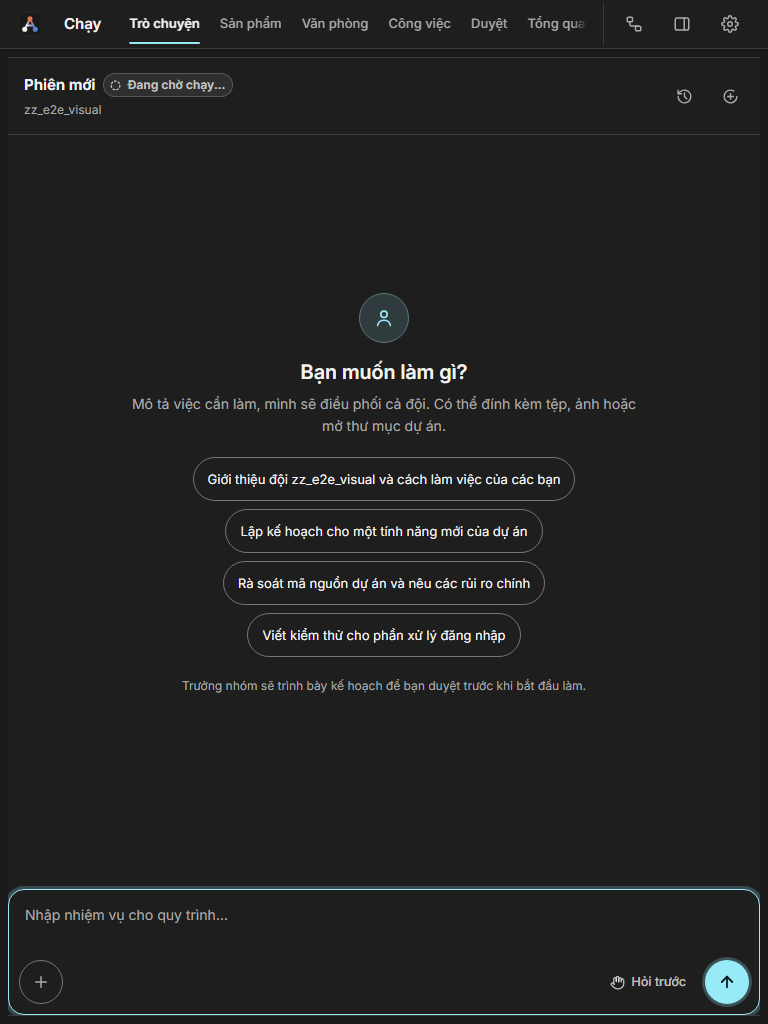 Chạy
Trò chuyện
Sản phẩm
Văn phòng
Công việc
Duyệt
Tổng qua
Phiên mới
Đang chờ chạy...
zz_e2e_visual
Bạn muốn làm gì?
Mô tả việc cần làm, mình sẽ điều phối cả đội. Có thể đính kèm tệp, ảnh hoặc
mở thư mục dự án.
Giới thiệu đội zz_e2e_visual và cách làm việc của các bạn
Lập kế hoạch cho một tính năng mới của dự án
Rà soát mã nguồn dự án và nêu các rủi ro chính
Viết kiểm thử cho phần xử lý đăng nhập
Trưởng nhóm sẽ trình bày kế hoạch để bạn duyệt trước khi bắt đầu làm.
Nhập nhiệm vụ cho quy trình...
Hỏi trước